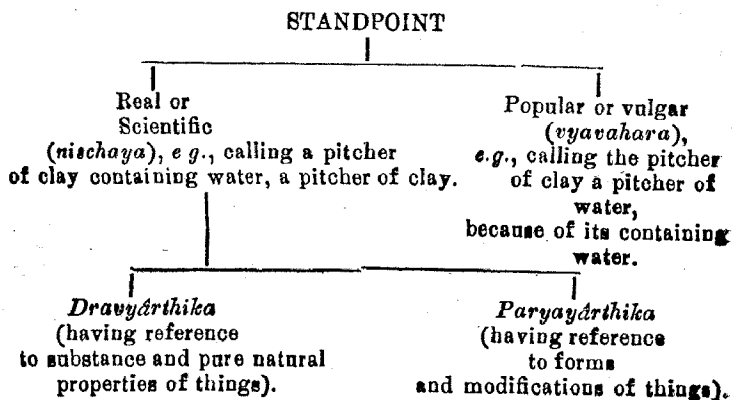 STANDPOINT
Real or
Scientific
(nischaya), e g., calling a pitcher
of clay containing water, a pitcher of clay.
Popular or vulgar
(vyavahara),
e.g., calling the pitcher
of clay a pitcher of
water,
because of its containing
water.
Dravyârthika
(having reference
to substance and pure natural
properties of things).
Paryayârthika
(having reference
to forms
and modifications of things).